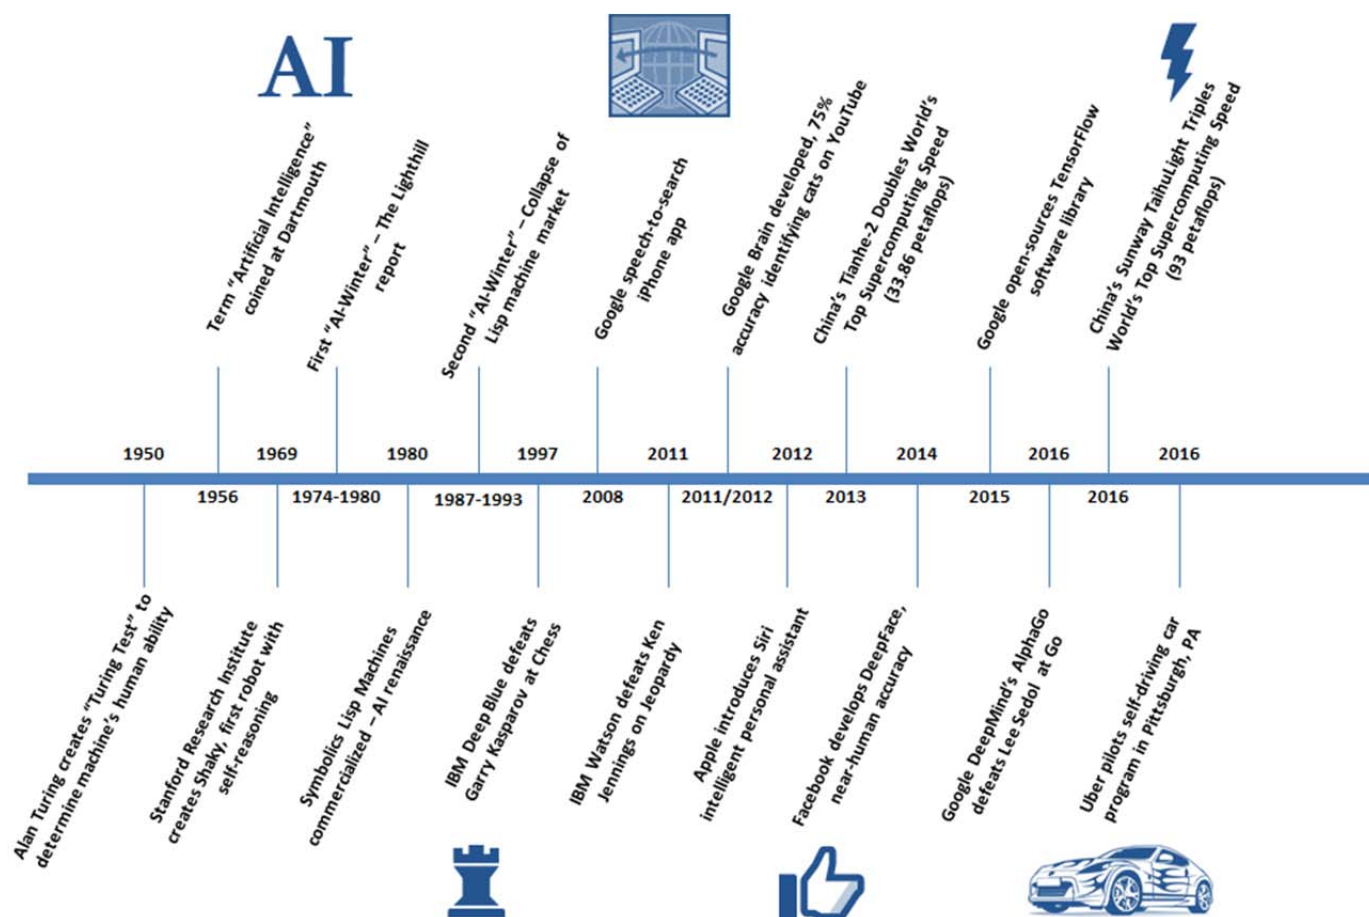 AI
Term “Artificial Intelligence”
coined at Dartmouth
First “AI-Winter” – The Lighthill
report
Second “AI-Winter” – Collapse of
Lisp machine market
Google speech-to-search
iPhone app
Google Brain developed, 75%
accuracy identifying cats on YouTube
China’s Tianhe-2 Doubles World’s
Top Supercomputing Speed
(33.86 petaflops)
Google open-sources TensorFlow
software library
China’s Sunway TaihuLight Triples
World’s Top Supercomputing Speed
(93 petaflops)
1950 1969 1980 1997 2011 2012 2014 2016 2016
1956 1974-1980 1987-1993 2008 2011/2012 2013 2015 2016
Alan Turing creates “Turing Test” to
determine machine’s human ability
Stanford Research Institute
creates Shaky, first robot with
self-reasoning
Symbolics Lisp Machines
commercialized – AI renaissance
IBM Deep Blue defeats
Garry Kasparov at Chess
IBM Watson defeats Ken
Jennings on Jeopardy
Apple introduces Siri
intelligent personal assistant
Facebook develops DeepFace,
near-human accuracy
Google DeepMind’s AlphaGo
defeats Lee Sedol at Go
Uber pilots self-driving car
program in Pittsburgh, PA